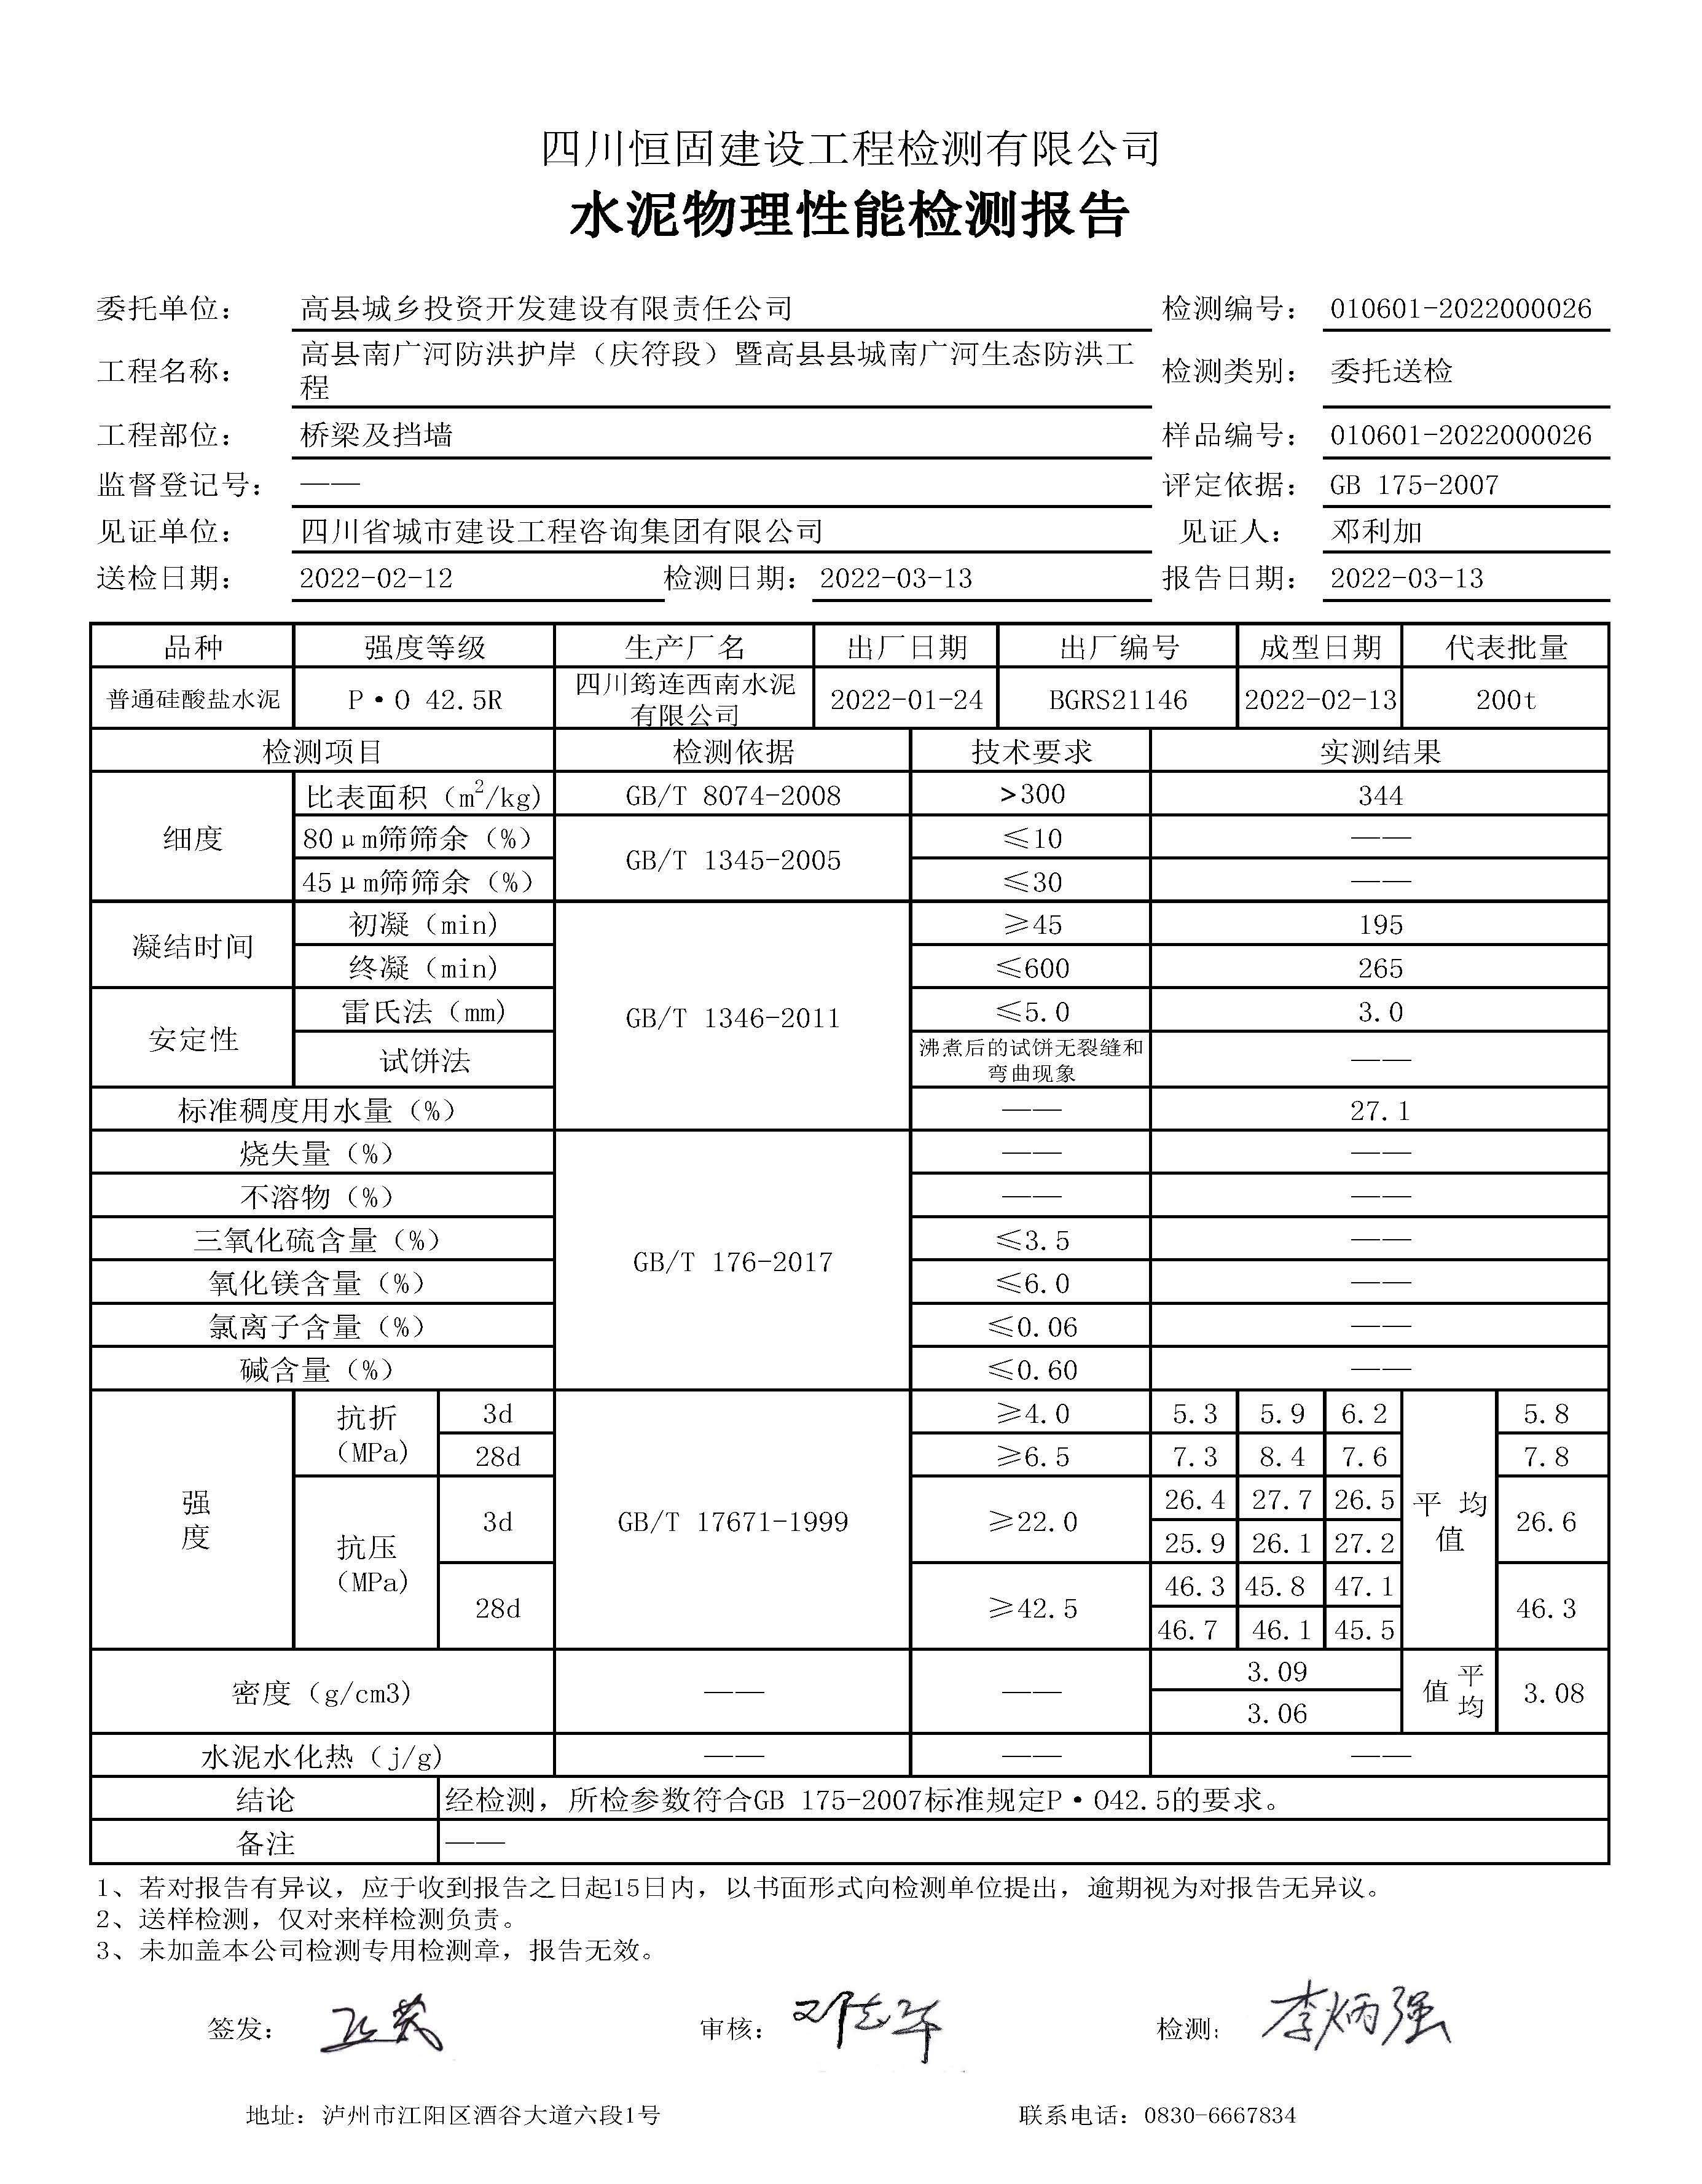 四川恒固建设工程检测有限公司
水泥物理性能检测报告
委托单位： 高县城乡投资开发建设有限责任公司 检测编号： 010601-2022000026
工程名称： 高县南广河防洪护岸（庆符段）暨高县县城南广河生态防洪工
程 检测类别： 委托送检
工程部位： 桥梁及挡墙 样品编号： 010601-2022000026
监督登记号： —— 评定依据： GB 175-2007
见证单位： 四川省城市建设工程咨询集团有限公司 见证人： 邓利加
送检日期： 2022-02-12 检测日期： 2022-03-13 报告日期： 2022-03-13
品种 强度等级 生产厂名 出厂日期 出厂编号 成型日期 代表批量
普通硅酸盐水泥 P·O 42.5R 四川筠连西南水泥
有限公司 2022-01-24 BGRS21146 2022-02-13 200t
检测项目 检测依据 技术要求 实测结果
细度 比表面积（m²/kg) GB/T 8074-2008 >300 344
80μm筛筛余（%） GB/T 1345-2005 ≤10 ——
45μm筛筛余（%） ≤30 ——
凝结时间 初凝（min) GB/T 1346-2011 ≥45 195
终凝（min) ≤600 265
安定性 雷氏法（mm) ≤5.0 3.0
试饼法 沸煮后的试饼无裂缝和
弯曲现象 ——
标准稠度用水量（%） —— 27.1
烧失量（%） GB/T 176-2017 —— ——
不溶物（%） —— ——
三氧化硫含量（%） ≤3.5 ——
氧化镁含量（%） ≤6.0 ——
氯离子含量（%） ≤0.06 ——
碱含量（%） ≤0.60 ——
强
度 抗折
（MPa) 3d GB/T 17671-1999 ≥4.0 5.3 5.9 6.2 平 均
值 5.8
28d ≥6.5 7.3 8.4 7.6 7.8
抗压
（MPa) 3d ≥22.0 26.4 27.7 26.5 26.6
25.9 26.1 27.2
28d ≥42.5 46.3 45.8 47.1 46.3
46.7 46.1 45.5
密度（g/cm3) —— —— 3.09 平
均
值 3.08
3.06
水泥水化热（j/g) —— —— ——
结论 经检测，所检参数符合GB 175-2007标准规定P·O42.5的要求。
备注 ——
1、若对报告有异议，应于收到报告之日起15日内，以书面形式向检测单位提出，逾期视为对报告无异议。
2、送样检测，仅对来样检测负责。
3、未加盖本公司检测专用检测章，报告无效。
签发： 审核： 邓志华 检测： 李炳强
地址：泸州市江阳区酒谷大道六段1号 联系电话：0830-6667834